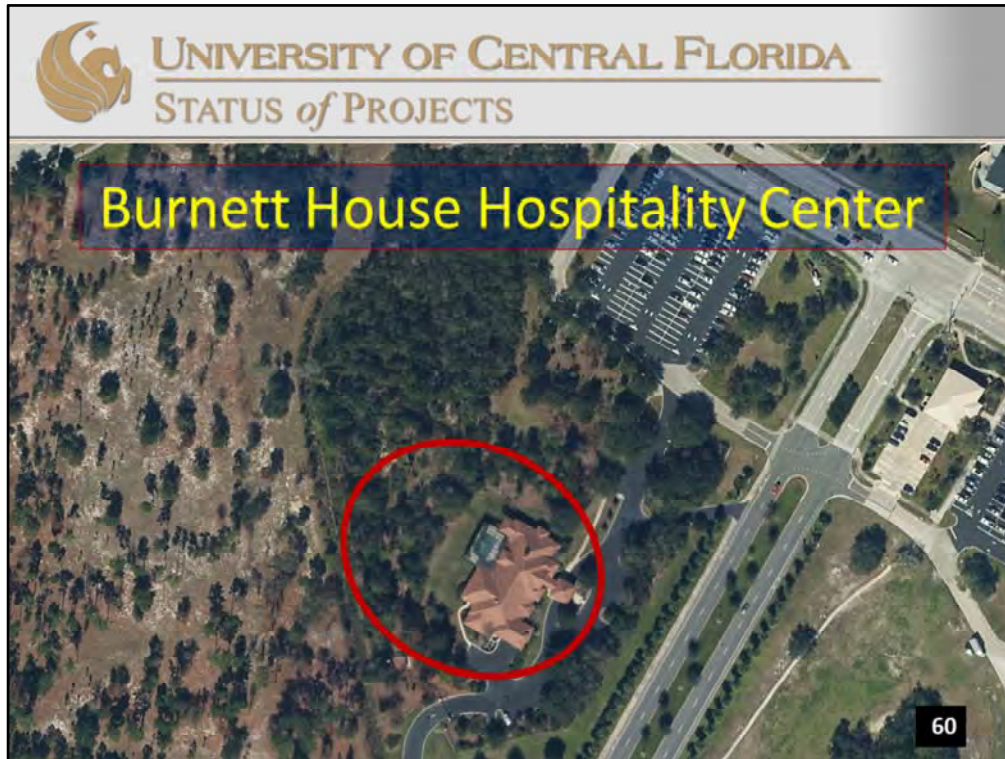 UNIVERSITY OF CENTRAL FLORIDA
STATUS of PROJECTS
Burnett House Hospitality Center
60